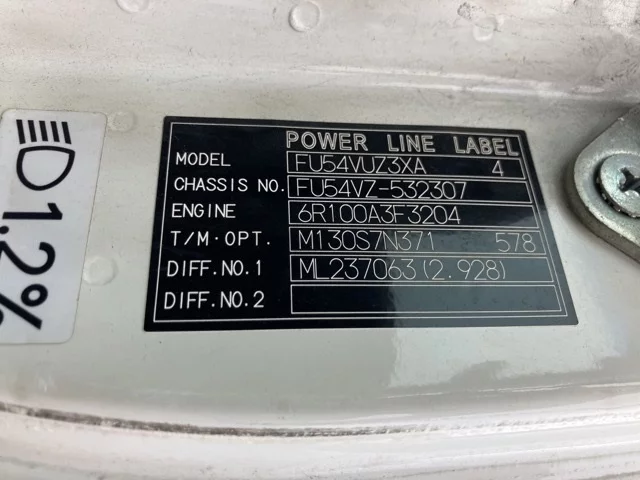 POWER LINE LABEL
MODEL FU54VUZ3XA 4
CHASSIS NO. FU54VZ-532307
ENGINE 6R100A3F3204
T/M·OPT. M130S7N371 578
DIFF.NO.1 ML237063(2.928)
DIFF.NO.2
1.2%